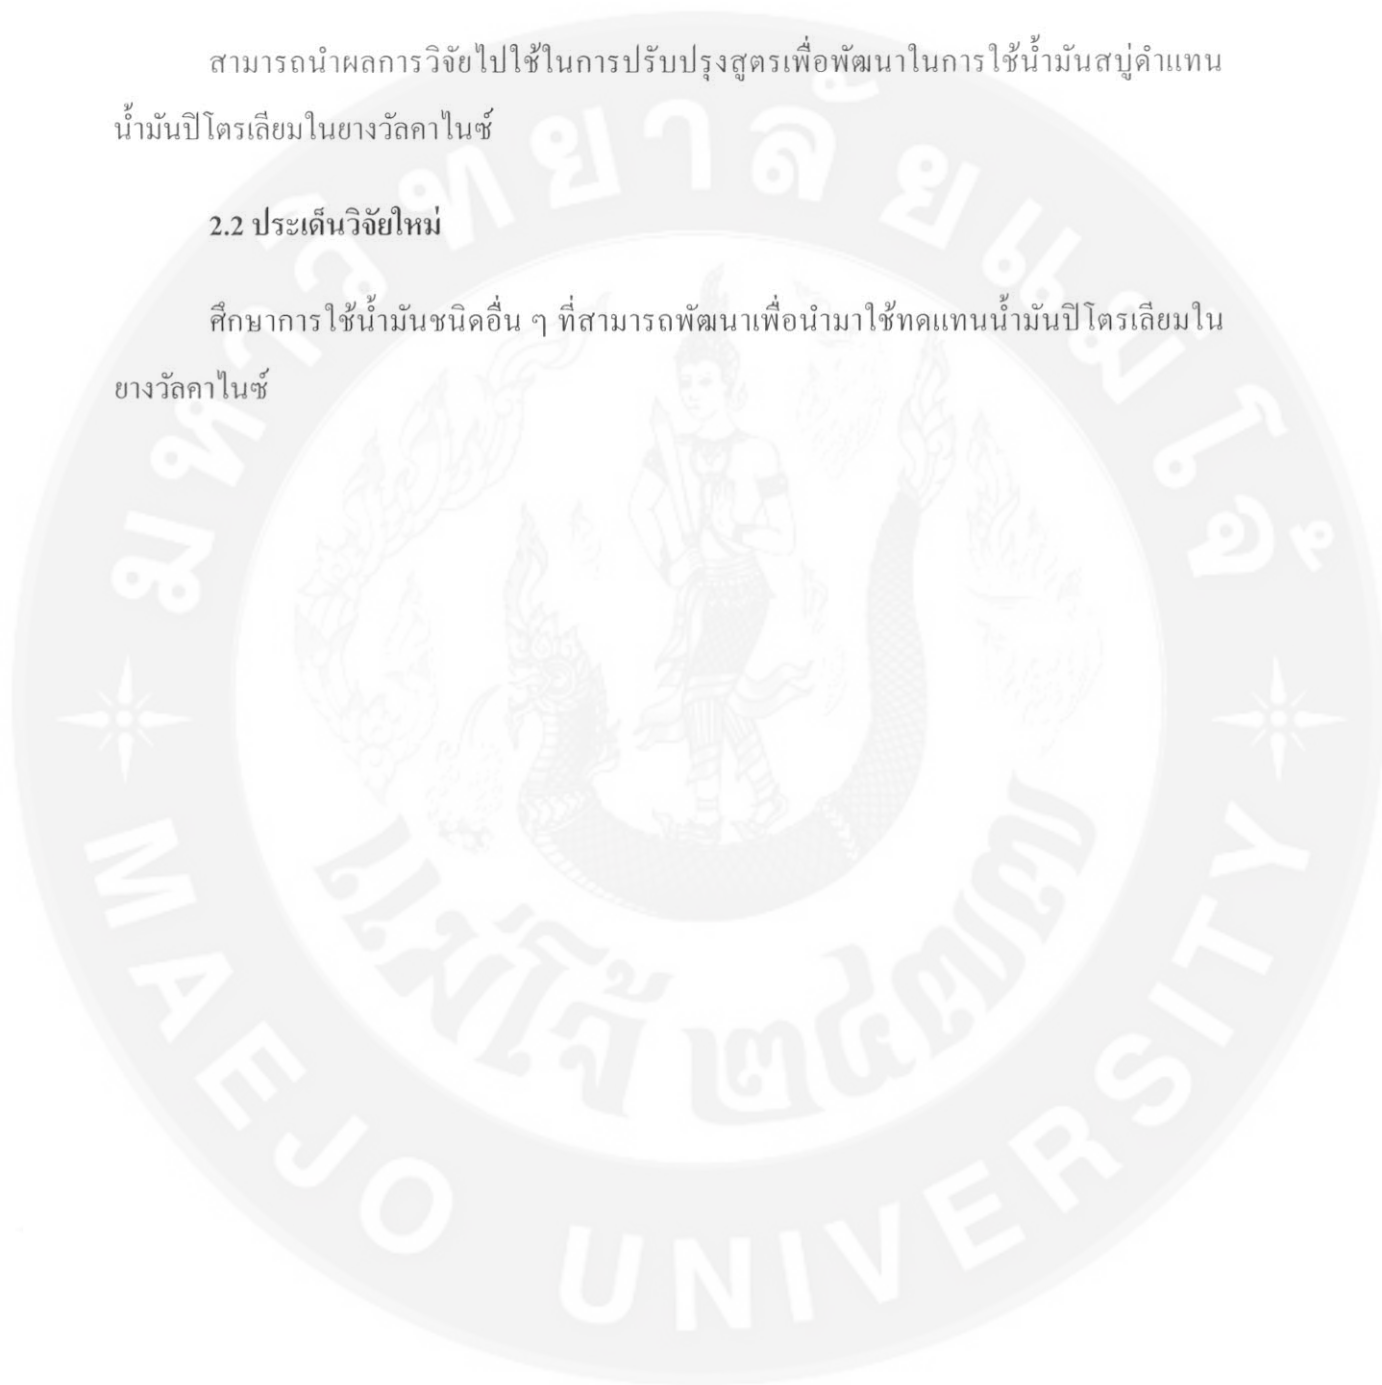 สามารถนำผลการวิจัยไปใช้ในการปรับปรุงสูตรเพื่อพัฒนาในการใช้น้ำมันสบู่ดำแทน
น้ำมันปิโตรเลียมในยางวัลคาไนซ์
2.2 ประเด็นวิจัยใหม่
ศึกษาการใช้น้ำมันชนิดอื่น ๆ ที่สามารถพัฒนาเพื่อนำมาใช้ทดแทนน้ำมันปิโตรเลียมใน
ยางวัลคาไนซ์
มหาวิทยาลัยแม่โจ้
แม่โจ้ ๒๔๗๗
MAEJO UNIVERSITY